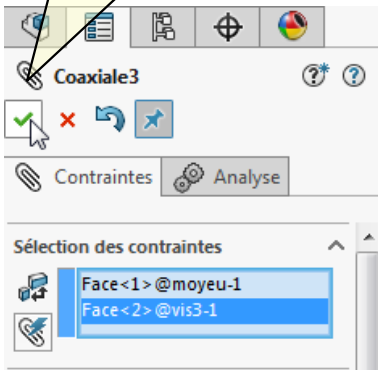 Coaxiale3
Contraintes Analyse
Sélection des contraintes
Face<1>@moyeu-1
Face<2>@vis3-1